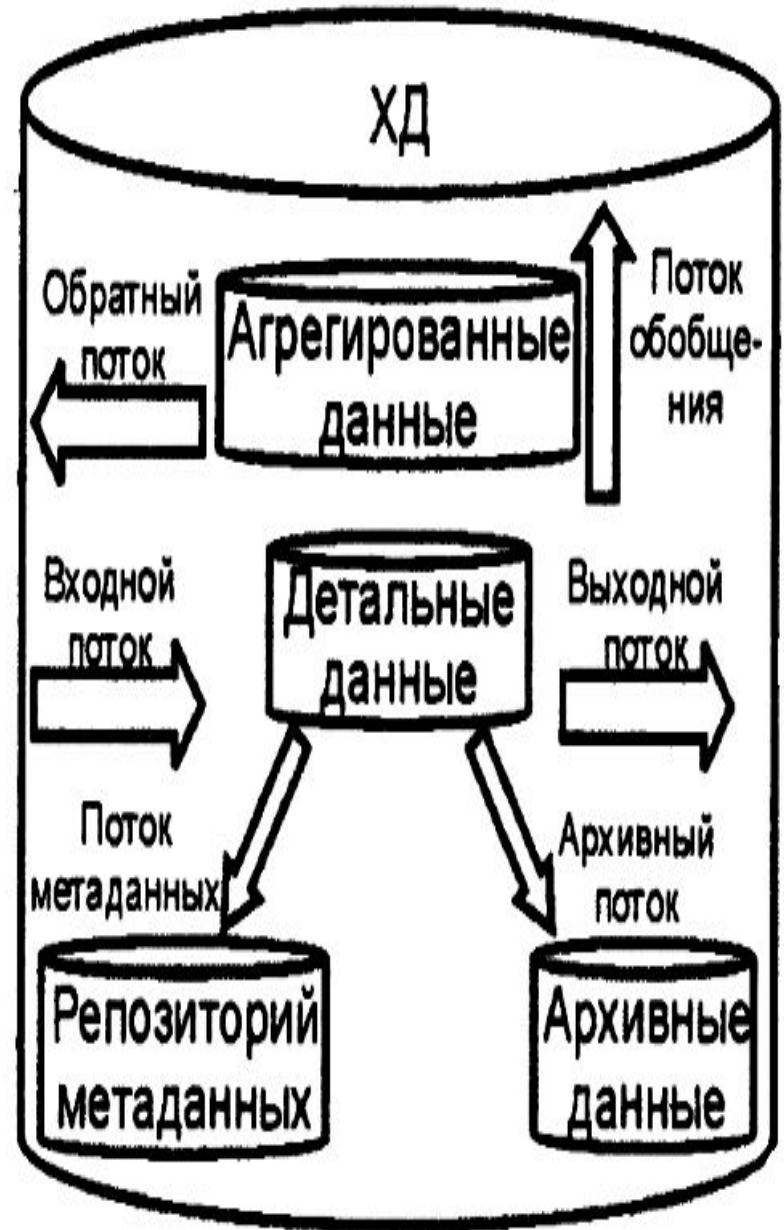 ХД
Обратный
поток
Агрегированные
данные
Поток
обобще-
ния
Входной
поток
Детальные
данные
Выходной
поток
Поток
метаданных
Архивный
поток
Репозиторий
метаданных
Архивные
данные